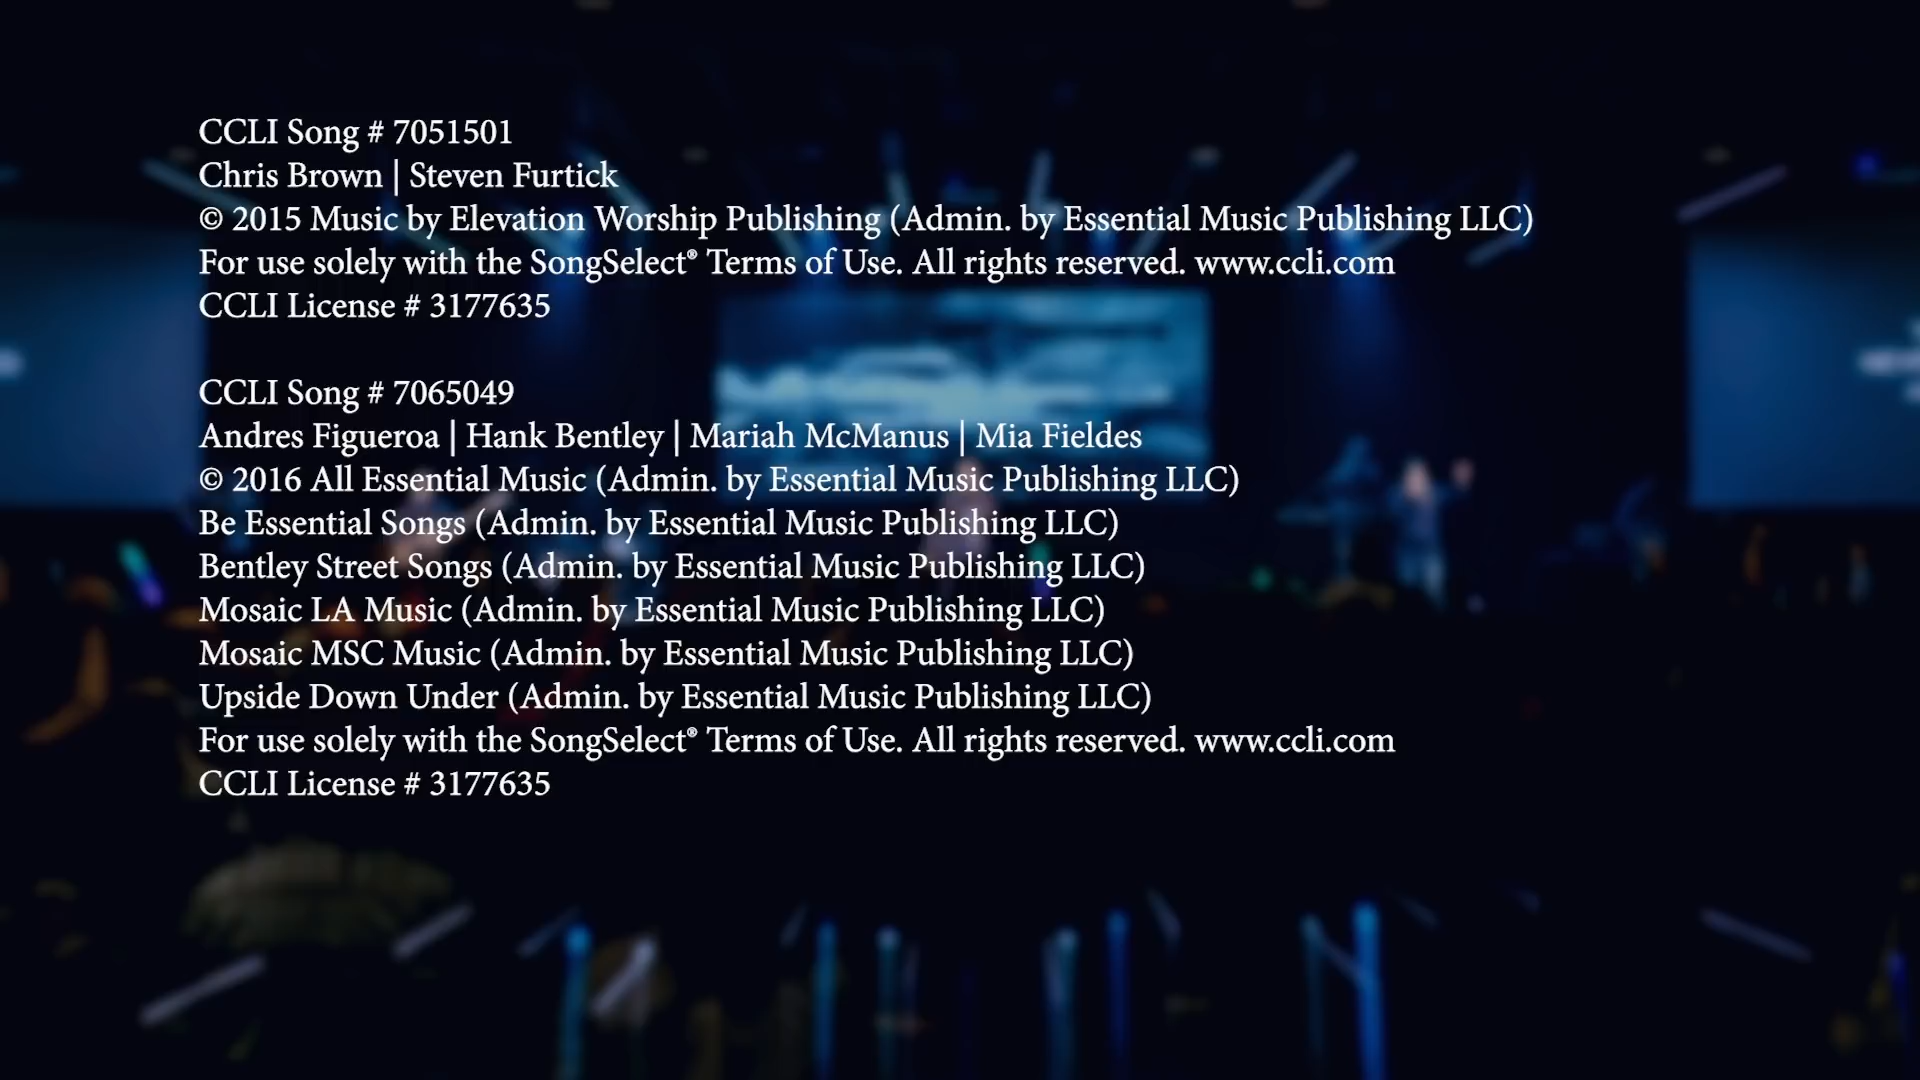 CCLI Song # 7051501
Chris Brown | Steven Furtick
© 2015 Music by Elevation Worship Publishing (Admin. by Essential Music Publishing LLC)
For use solely with the SongSelect® Terms of Use. All rights reserved. www.ccli.com
CCLI License # 3177635
CCLI Song # 7065049
Andres Figueroa | Hank Bentley | Mariah McManus | Mia Fieldes
© 2016 All Essential Music (Admin. by Essential Music Publishing LLC)
Be Essential Songs (Admin. by Essential Music Publishing LLC)
Bentley Street Songs (Admin. by Essential Music Publishing LLC)
Mosaic LA Music (Admin. by Essential Music Publishing LLC)
Mosaic MSC Music (Admin. by Essential Music Publishing LLC)
Upside Down Under (Admin. by Essential Music Publishing LLC)
For use solely with the SongSelect® Terms of Use. All rights reserved. www.ccli.com
CCLI License # 3177635